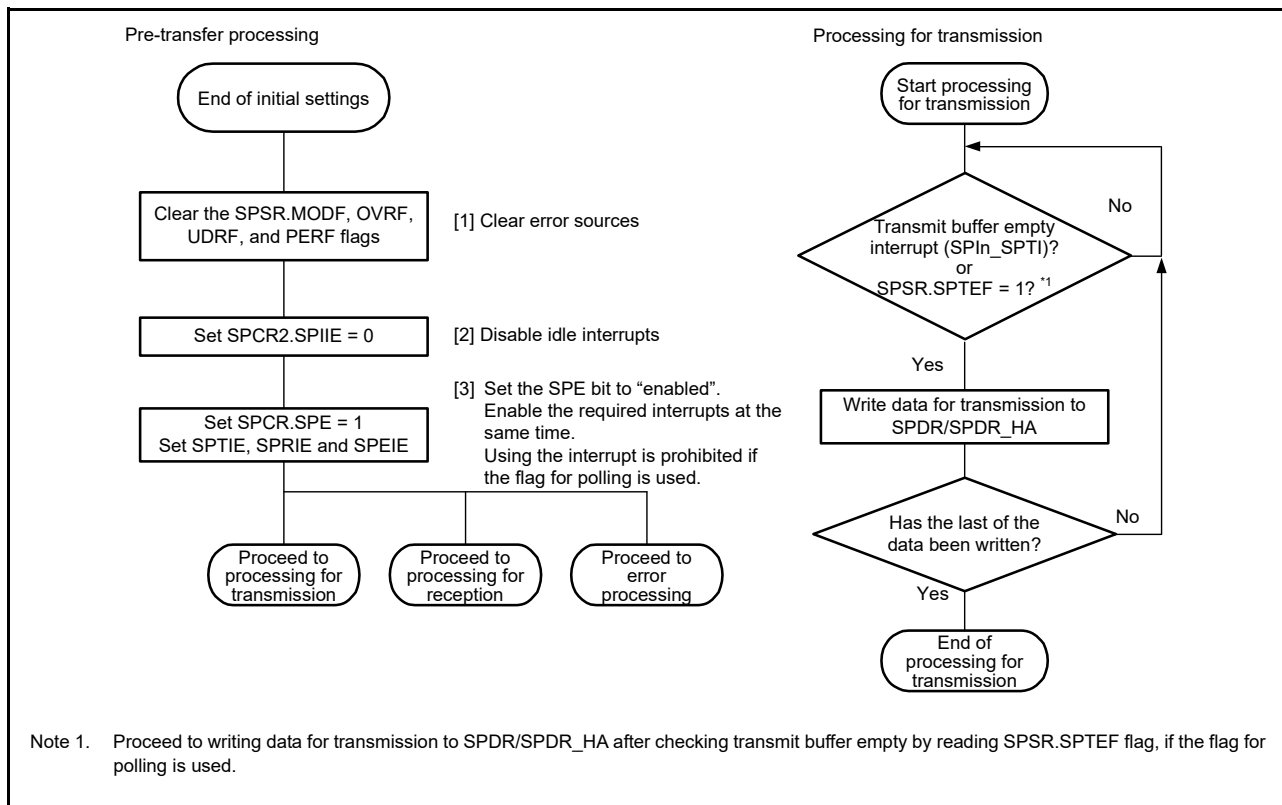 Pre-transfer processing
End of initial settings
Clear the SPSR.MODF, OVRF,
UDRF, and PERF flags
[1] Clear error sources
Set SPCR2.SPIIE = 0
[2] Disable idle interrupts
Set SPCR.SPE = 1
Set SPTIE, SPRIE and SPEIE
[3] Set the SPE bit to “enabled”.
Enable the required interrupts at the
same time.
Using the interrupt is prohibited if
the flag for polling is used.
Proceed to
processing for
transmission
Proceed to
processing for
reception
Proceed to
error
processing
Processing for transmission
Start processing
for transmission
Transmit buffer empty
interrupt (SPIn_SPTI)?
or
SPSR.SPTEF = 1? *1
No
Yes
Write data for transmission to
SPDR/SPDR_HA
Has the last of the
data been written?
No
Yes
End of
processing for
transmission
Note 1. Proceed to writing data for transmission to SPDR/SPDR_HA after checking transmit buffer empty by reading SPSR.SPTEF flag, if the flag for
polling is used.